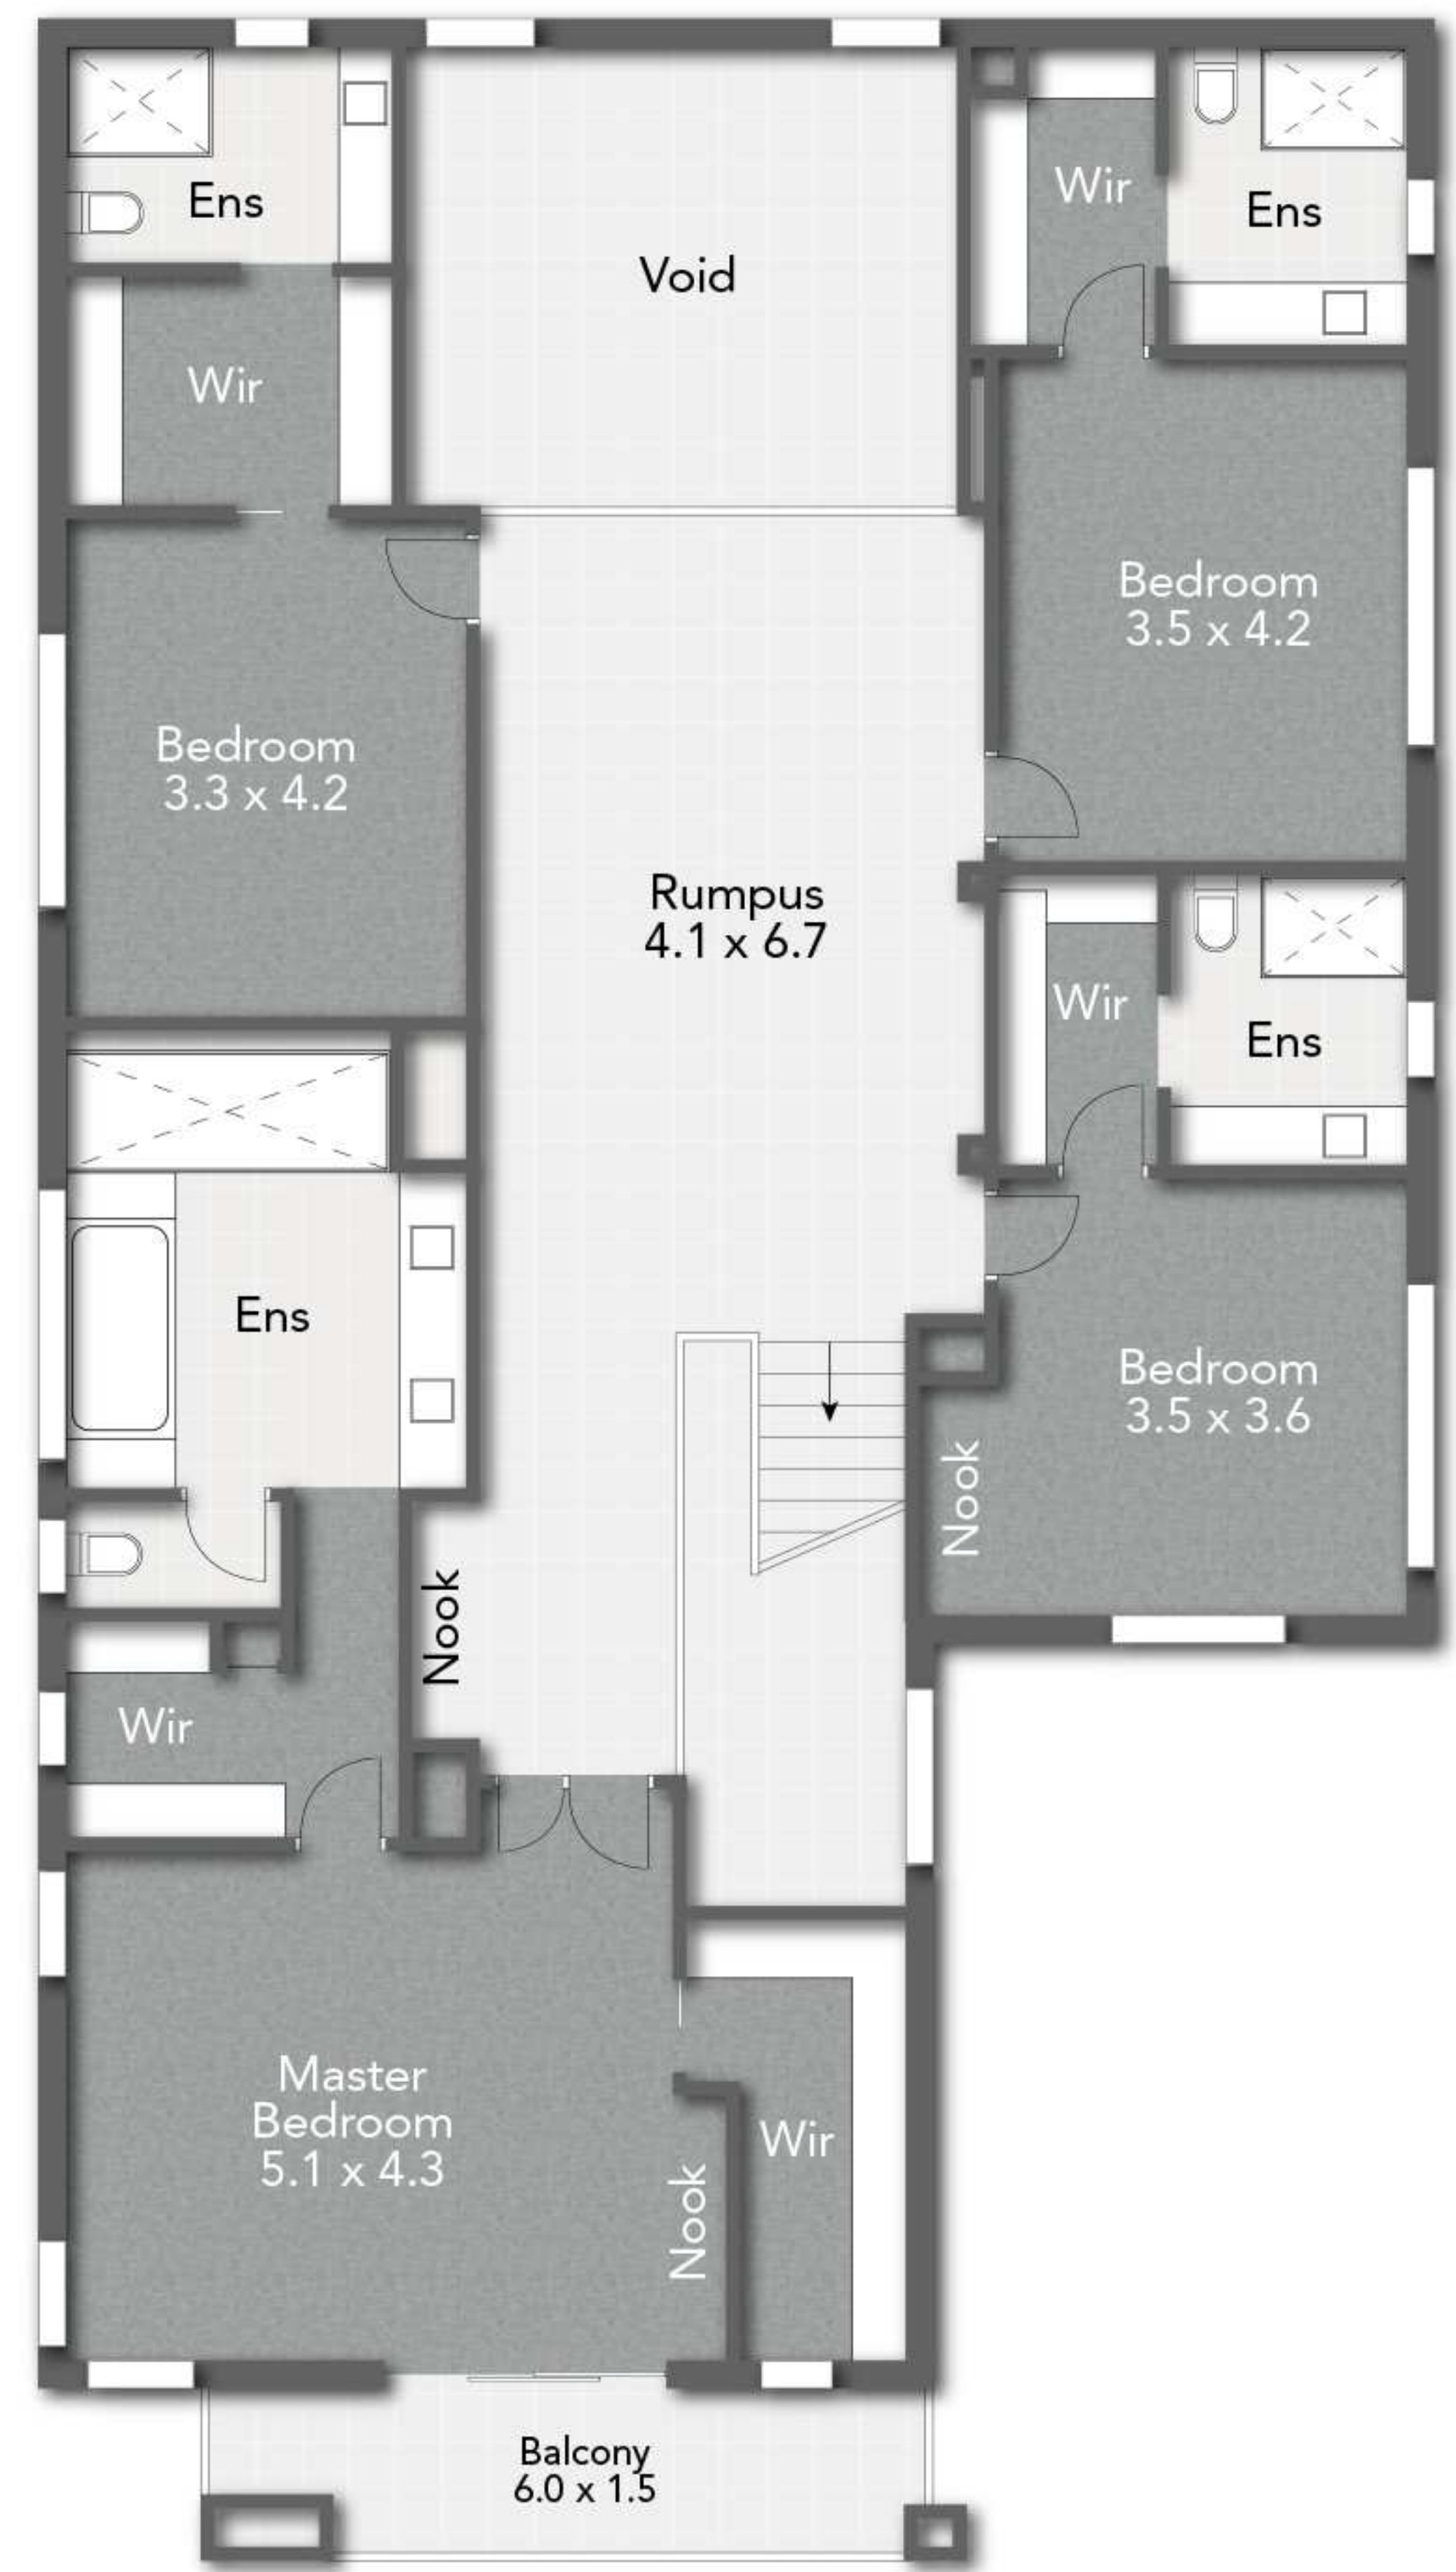 Ens
Void
Wir
Ens
Wir
Bedroom
3.5 x 4.2
Bedroom
3.3 x 4.2
Rumpus
4.1 x 6.7
Wir
Ens
Ens
Bedroom
3.5 x 3.6
Nook
Nook
Wir
Master
Bedroom
5.1 x 4.3
Wir
Nook
Balcony
6.0 x 1.5